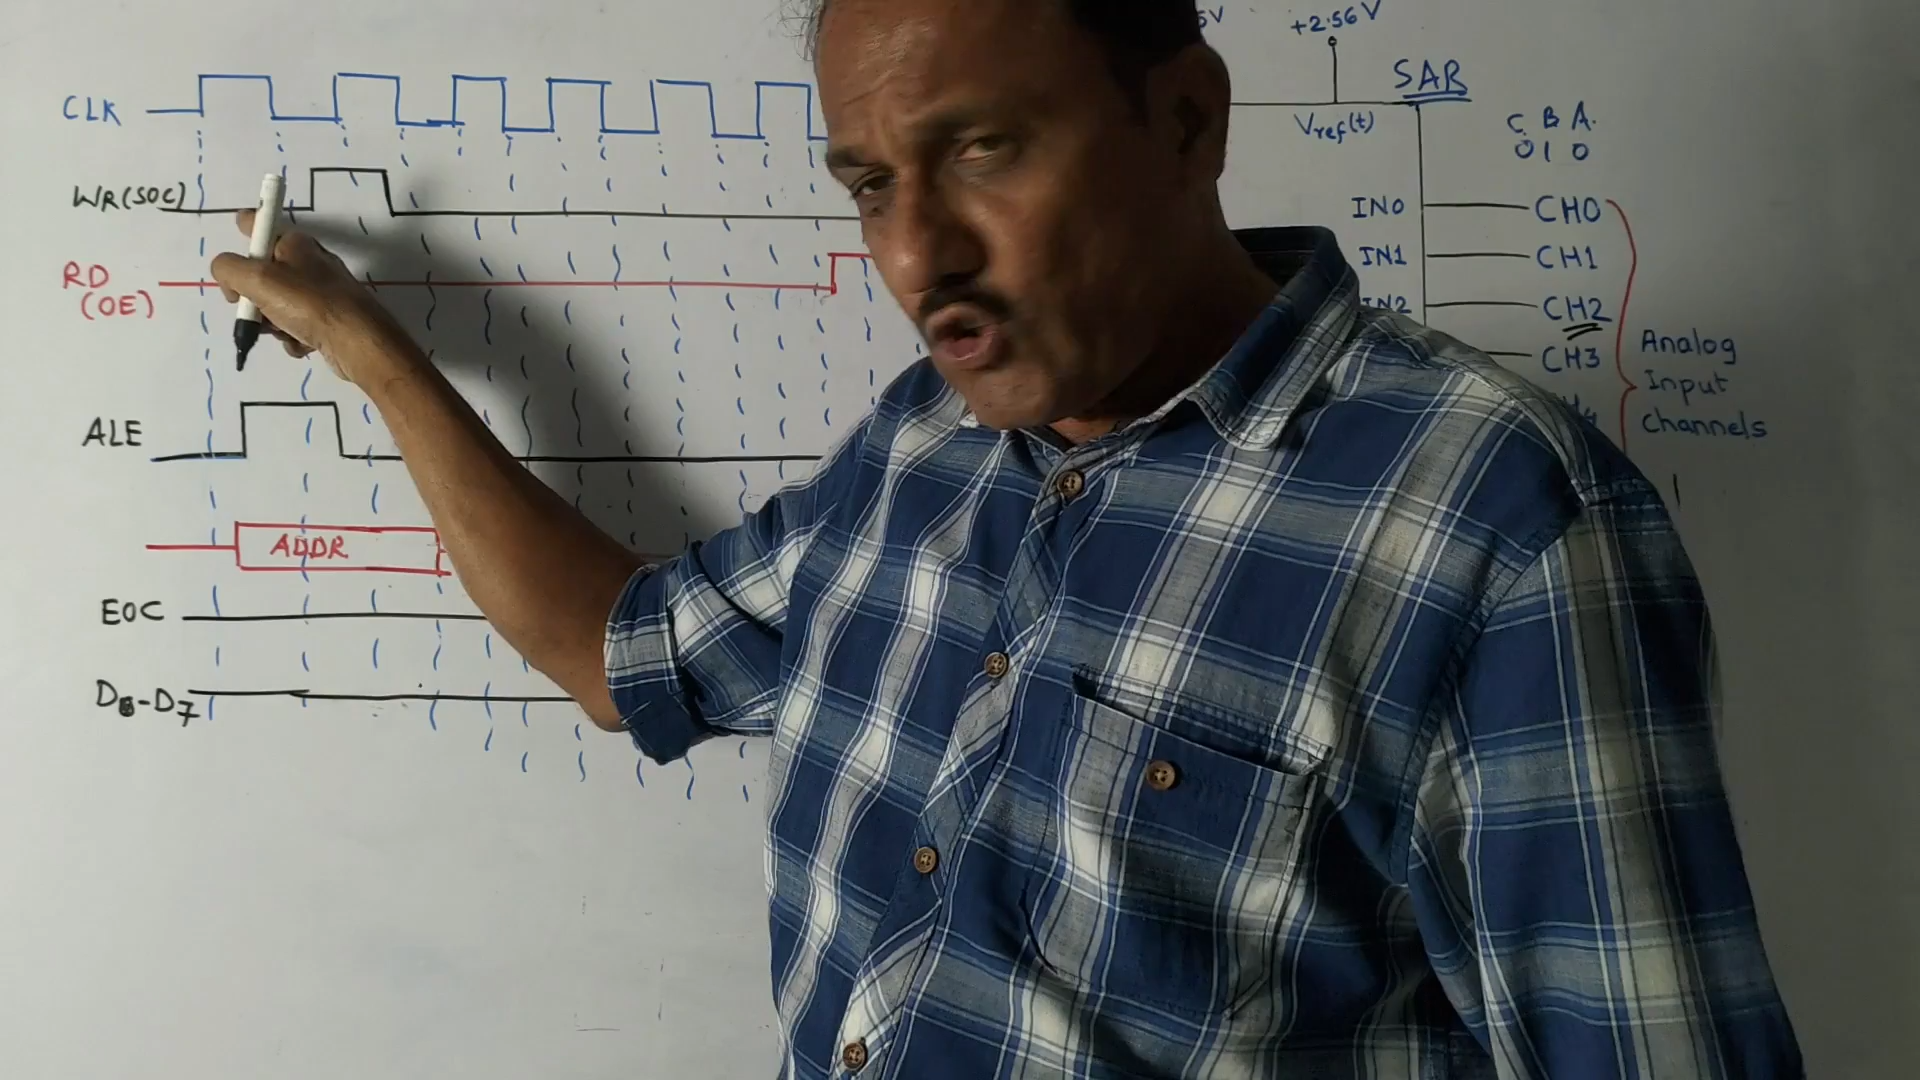 CLK
WR(SOC)
RD
(OE)
ALE
ADDR
EOC
D0-D7
+2.56V
SAR
Vref(t)
C B A.
0 1 0
IN0 CH0
IN1 CH1
IN2 CH2
CH3
Analog
Input
Channels